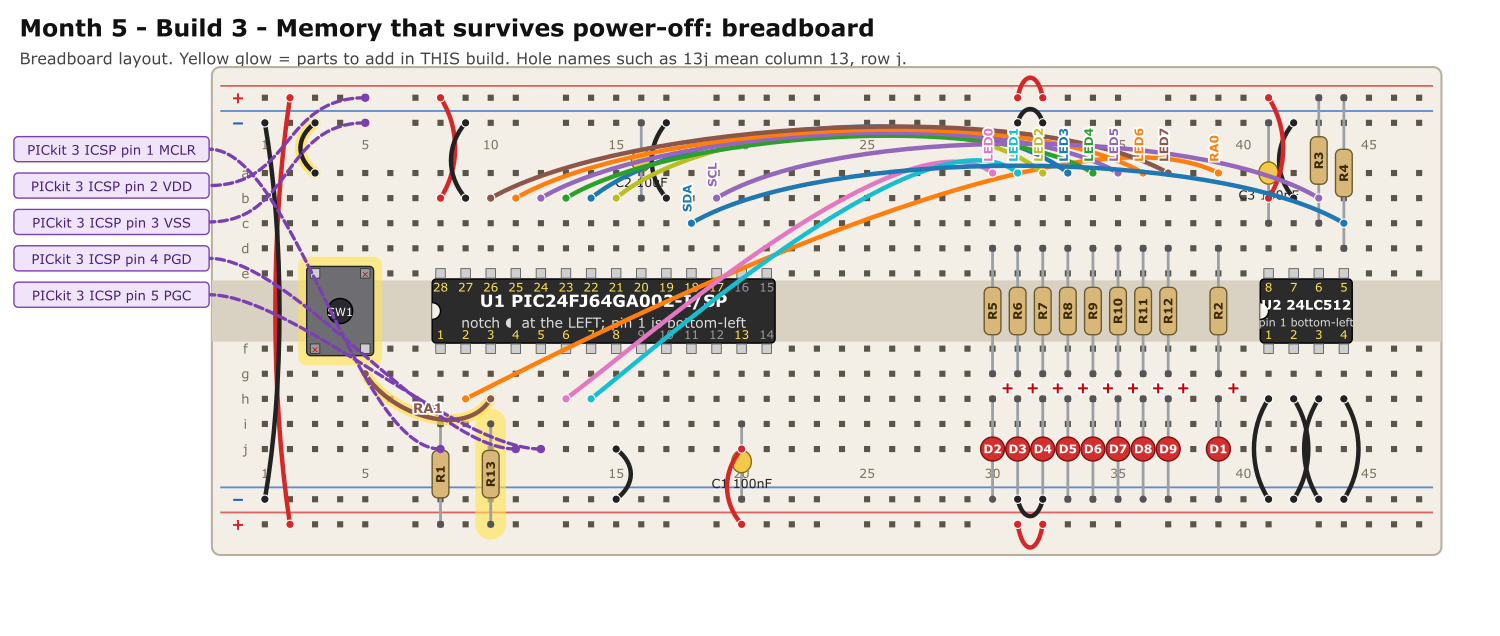 Month 5 - Build 3 - Memory that survives power-off: breadboard
Breadboard layout. Yellow glow = parts to add in THIS build. Hole names such as 13j mean column 13, row j.
+
−
1 5 10 25 40 45
PICkit 3 ICSP pin 1 MCLR
PICkit 3 ICSP pin 2 VDD
PICkit 3 ICSP pin 3 VSS
PICkit 3 ICSP pin 4 PGD
PICkit 3 ICSP pin 5 PGC
LED0 LED1 LED2 LED3 LED4 LED5 LED6 LED7 RA0
SCL
SDA
C2 10uF
R3
R4
C3 100nF
a
b
c
d
e
28 27 26 25 24 23 22 21 20 19 18 17 16 15
U1 PIC24FJ64GA002-I/SP
notch at the LEFT; pin 1 is bottom-left
1 2 3 4 5 6 7 8 9 10 11 12 13 14
SW1
R5 R6 R7 R8 R9 R10 R11 R12 R2
8 7 6 5
U2 24LC512
pin 1 bottom-left
1 2 3 4
f
g
h
i
j
RA1
+ + + + + + + + +
R1
R13
D2 D3 D4 D5 D6 D7 D8 D9 D1
1 5 15 20 25 30 35 40 45
C1 100nF
−
+